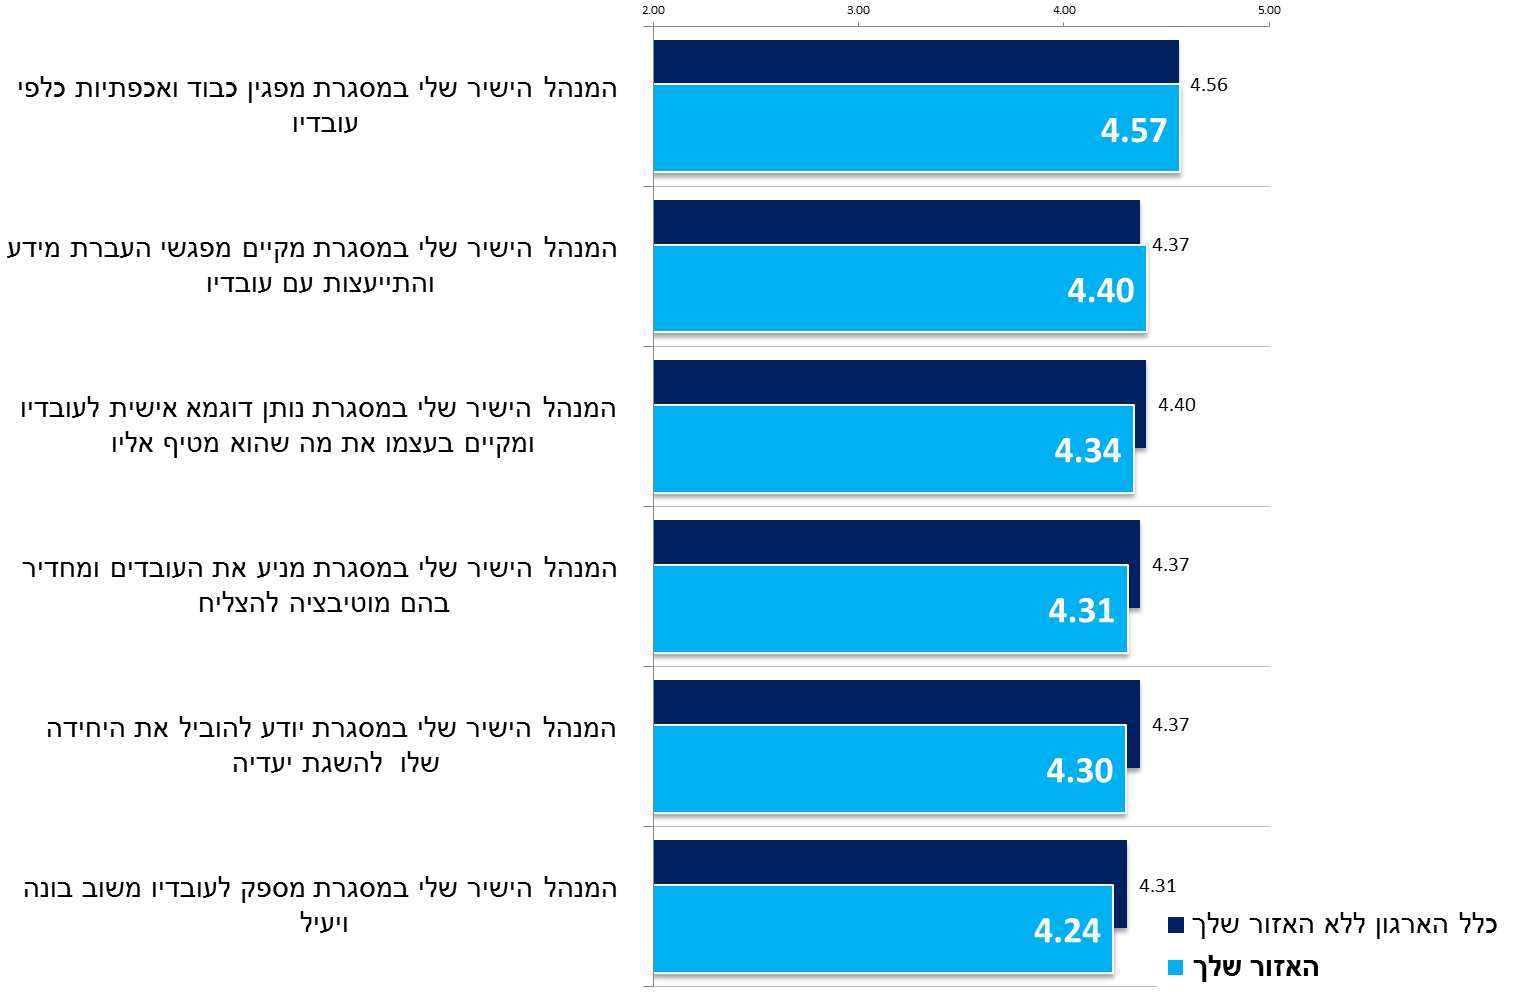 2.00 3.00 4.00 5.00
המנהל הישיר שלי במסגרת מפגין כבוד ואכפתיות כלפי
עובדיו
4.56
4.57
המנהל הישיר שלי במסגרת מקיים מפגשי העברת מידע
והתייעצות עם עובדיו
4.37
4.40
המנהל הישיר שלי במסגרת נותן דוגמא אישית לעובדיו
ומקיים בעצמו את מה שהוא מטיף אליו
4.40
4.34
המנהל הישיר שלי במסגרת מניע את העובדים ומחדיר
בהם מוטיבציה להצליח
4.37
4.31
המנהל הישיר שלי במסגרת יודע להוביל את היחידה
שלו  להשגת יעדיה
4.37
4.30
המנהל הישיר שלי במסגרת מספק לעובדיו משוב בונה
ויעיל
4.31
4.24
כלל הארגון ללא האזור שלך
האזור שלך